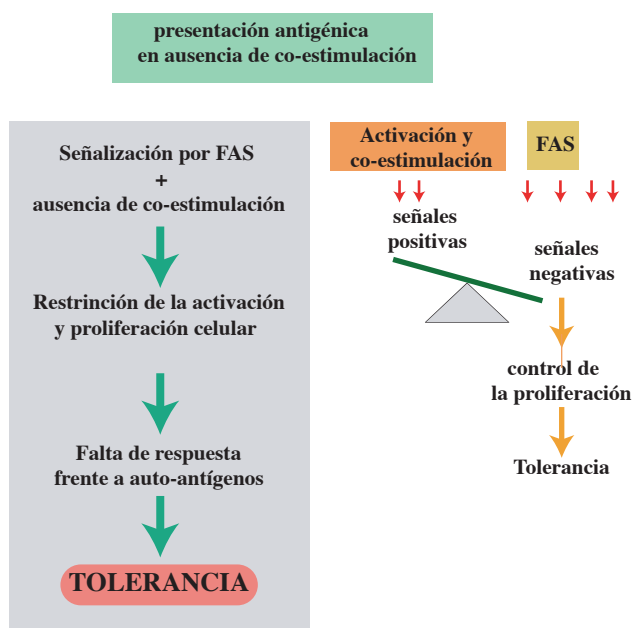 presentación antigénica
en ausencia de co-estimulación
Señalización por FAS
+
ausencia de co-estimulación
Restrinción de la activación
y proliferación celular
Falta de respuesta
frente a auto-antígenos
TOLERANCIA
Activación y
co-estimulación
FAS
señales
positivas
señales
negativas
control de
la proliferación
Tolerancia